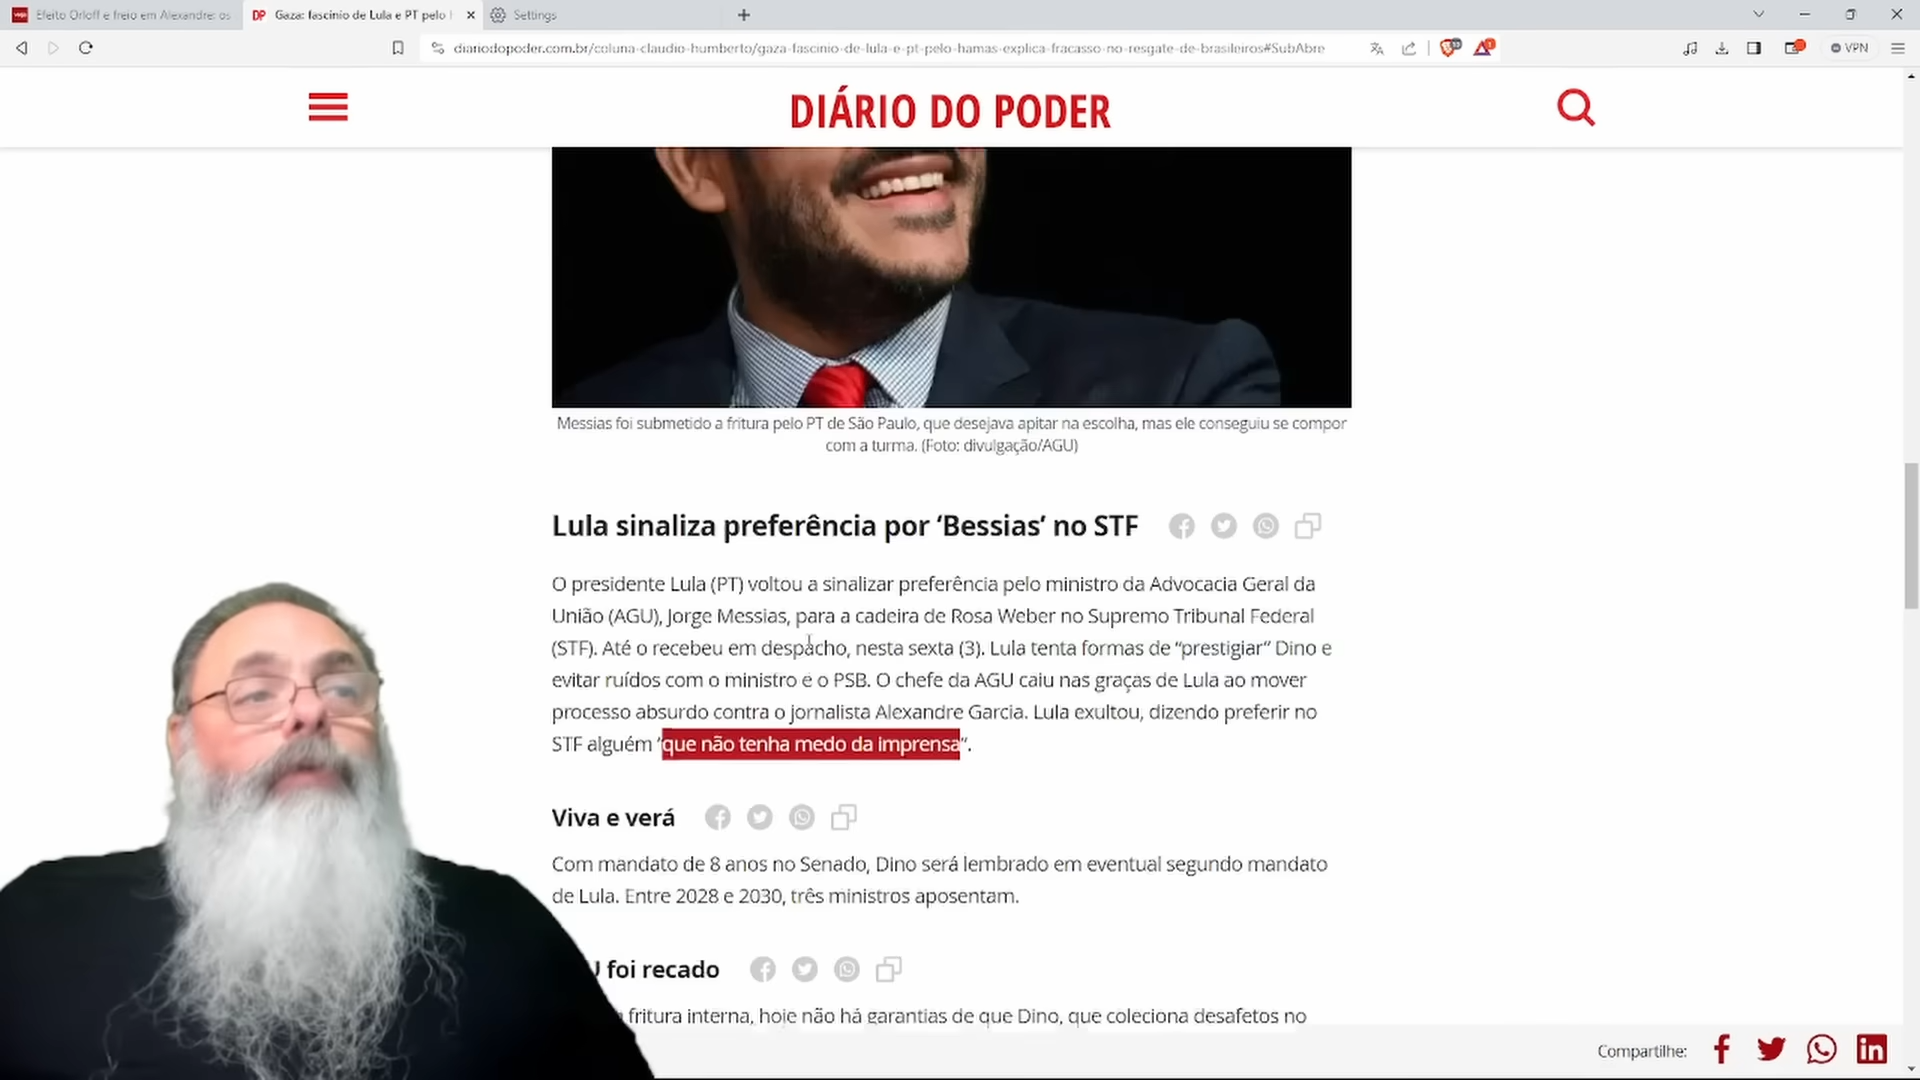 Efeito Orloff e freio em Alexandre: os
Gaza: fascínio de Lula e PT pelo
Settings
diariodopoder.com.br/coluna-claudio-humberto/gaza-fascinio-de-lula-e-pt-pelo-hamas-explica-fracasso-no-resgate-de-brasileiros#SubAbre
VPN
DIÁRIO DO PODER
Messias foi submetido a fritura pelo PT de São Paulo, que desejava apitar na escolha, mas ele conseguiu se compor
com a turma. (Foto: divulgação/AGU)
Lula sinaliza preferência por ‘Bessias’ no STF
O presidente Lula (PT) voltou a sinalizar preferência pelo ministro da Advocacia Geral da
União (AGU), Jorge Messias, para a cadeira de Rosa Weber no Supremo Tribunal Federal
(STF). Até o recebeu em despacho, nesta sexta (3). Lula tenta formas de “prestigiar” Dino e
evitar ruídos com o ministro e o PSB. O chefe da AGU caiu nas graças de Lula ao mover
processo absurdo contra o jornalista Alexandre Garcia. Lula exultou, dizendo preferir no
STF alguém “que não tenha medo da imprensa”.
Viva e verá
Com mandato de 8 anos no Senado, Dino será lembrado em eventual segundo mandato
de Lula. Entre 2028 e 2030, três ministros aposentam.
foi recado
fritura interna, hoje não há garantias de que Dino, que coleciona desafetos no
Compartilhe: